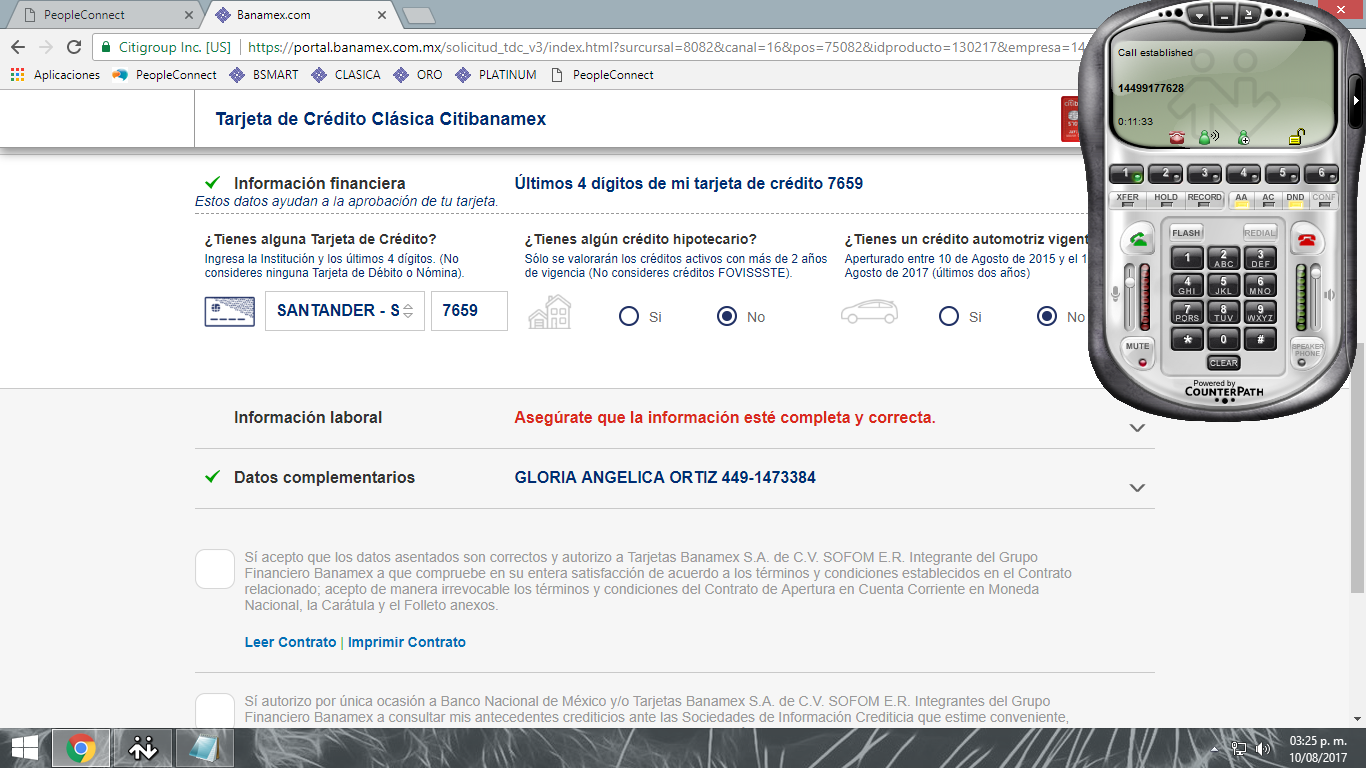 PeopleConnect
Banamex.com
Citigroup Inc. [US]
https://portal.banamex.com.mx/solicitud_tdc_v3/index.html?surcursal=8082&canal=16&pos=75082&idproducto=130217&empresa=14
Aplicaciones
PeopleConnect
BSMART
CLASICA
ORO
PLATINUM
PeopleConnect
Tarjeta de Crédito Clásica Citibanamex
Información financiera
Últimos 4 dígitos de mi tarjeta de crédito 7659
Estos datos ayudan a la aprobación de tu tarjeta.
¿Tienes alguna Tarjeta de Crédito?
Ingresa la Institución y los últimos 4 dígitos. (No
consideres ninguna Tarjeta de Débito o Nómina).
SANTANDER - S
7659
¿Tienes algún crédito hipotecario?
Sólo se valorarán los créditos activos con más de 2 años
de vigencia (No consideres créditos FOVISSSTE).
Si
No
¿Tienes un crédito automotriz vigent
Aperturado entre 10 de Agosto de 2015 y el 1
Agosto de 2017 (últimos dos años)
Si
No
Información laboral
Asegúrate que la información esté completa y correcta.
Datos complementarios
GLORIA ANGELICA ORTIZ 449-1473384
Sí acepto que los datos asentados son correctos y autorizo a Tarjetas Banamex S.A. de C.V. SOFOM E.R. Integrante del Grupo
Financiero Banamex a que compruebe en su entera satisfacción de acuerdo a los términos y condiciones establecidos en el Contrato
relacionado; acepto de manera irrevocable los términos y condiciones del Contrato de Apertura en Cuenta Corriente en Moneda
Nacional, la Carátula y el Folleto anexos.
Leer Contrato | Imprimir Contrato
Sí autorizo por única ocasión a Banco Nacional de México y/o Tarjetas Banamex S.A. de C.V. SOFOM E.R. Integrantes del Grupo
Financiero Banamex a consultar mis antecedentes crediticios ante las Sociedades de Información Crediticia que estime conveniente,
Call established
14499177628
0:11:33
1 2 3 4 5 6
XFER HOLD RECORD AA AC DND CONF
FLASH REDIAL
1 2 ABC 3 DEF
4 GHI 5 JKL 6 MNO
7 PQRS 8 TUV 9 WXYZ
* 0 #
MUTE
SPEAKER PHONE
CLEAR
Powered by
COUNTERPATH
03:25 p. m.
10/08/2017